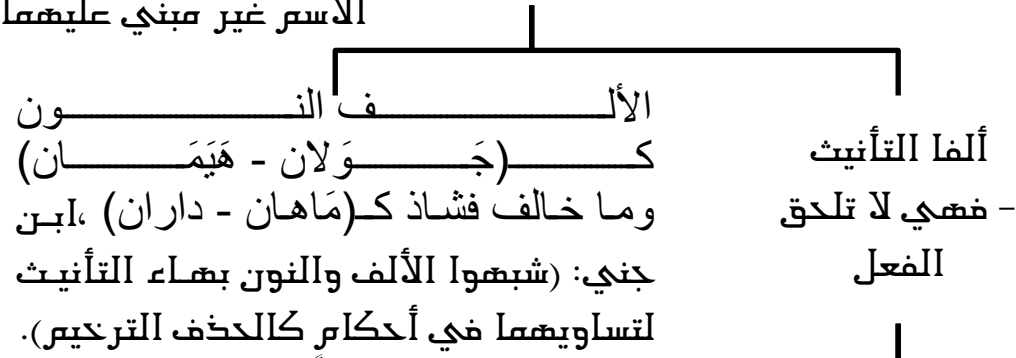 الاسم غير مبني عليهما
ألفا التأنيث
- فهي لا تلحق
الفعل
الألف النون
كـ(جَوَلان - هَيَمَان)
وما خالف فشاذ كـ(مَاهان - داران) ،ابن
جني: (شبهوا الألف والنون بهاء التأنيث
لتساويهما في أحكامٍ كالحذف الترخيم).